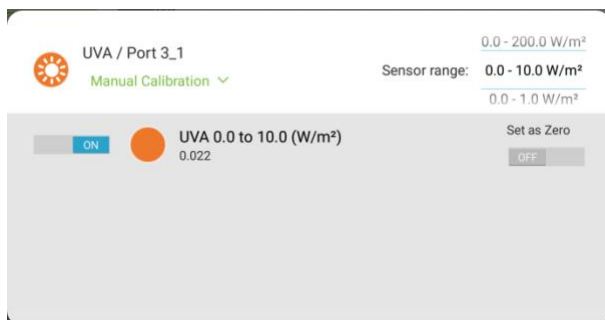 UVA / Port 3_1
Manual Calibration
Sensor range:
0.0 - 200.0 W/m²
0.0 - 10.0 W/m²
0.0 - 1.0 W/m²
ON
UVA 0.0 to 10.0 (W/m²)
0.022
Set as Zero
OFF